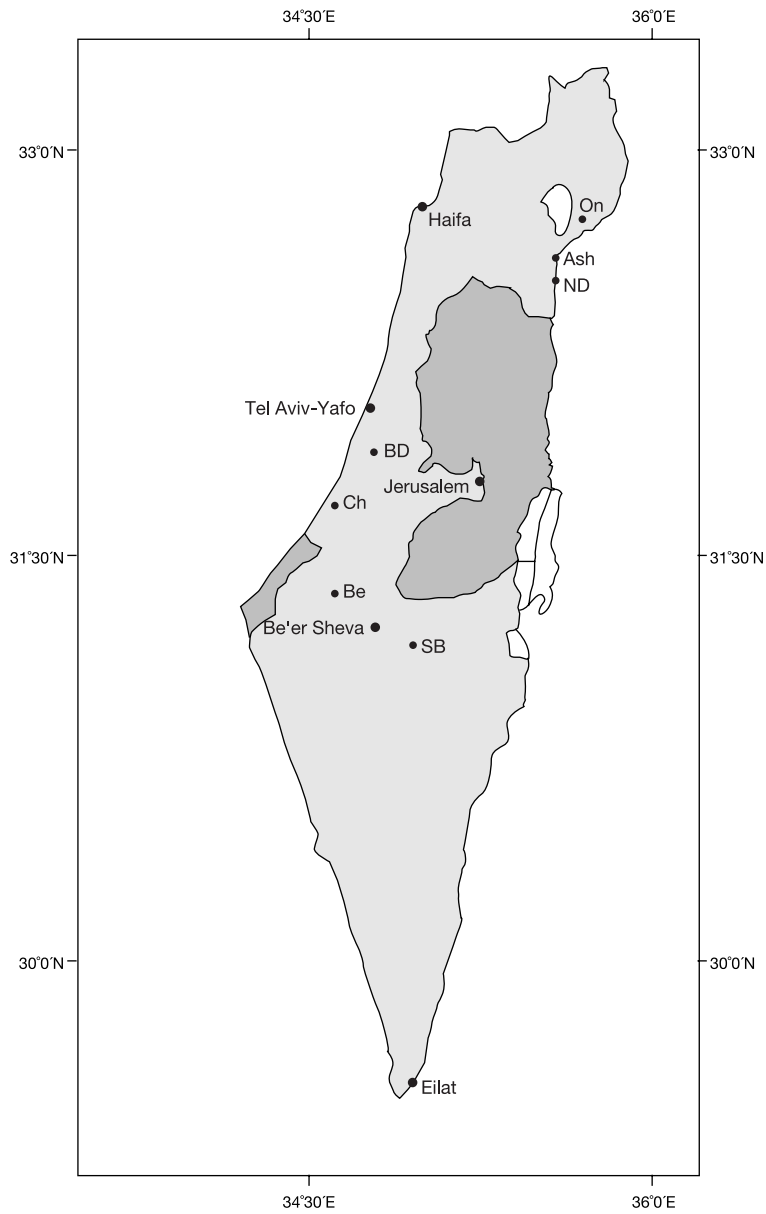 34°30′E 36°0′E
33°0′N 33°0′N
On
Haifa
Ash
ND
Tel Aviv-Yafo
BD
Jerusalem
Ch
31°30′N 31°30′N
Be
Be'er Sheva
SB
30°0′N 30°0′N
Eilat
34°30′E 36°0′E